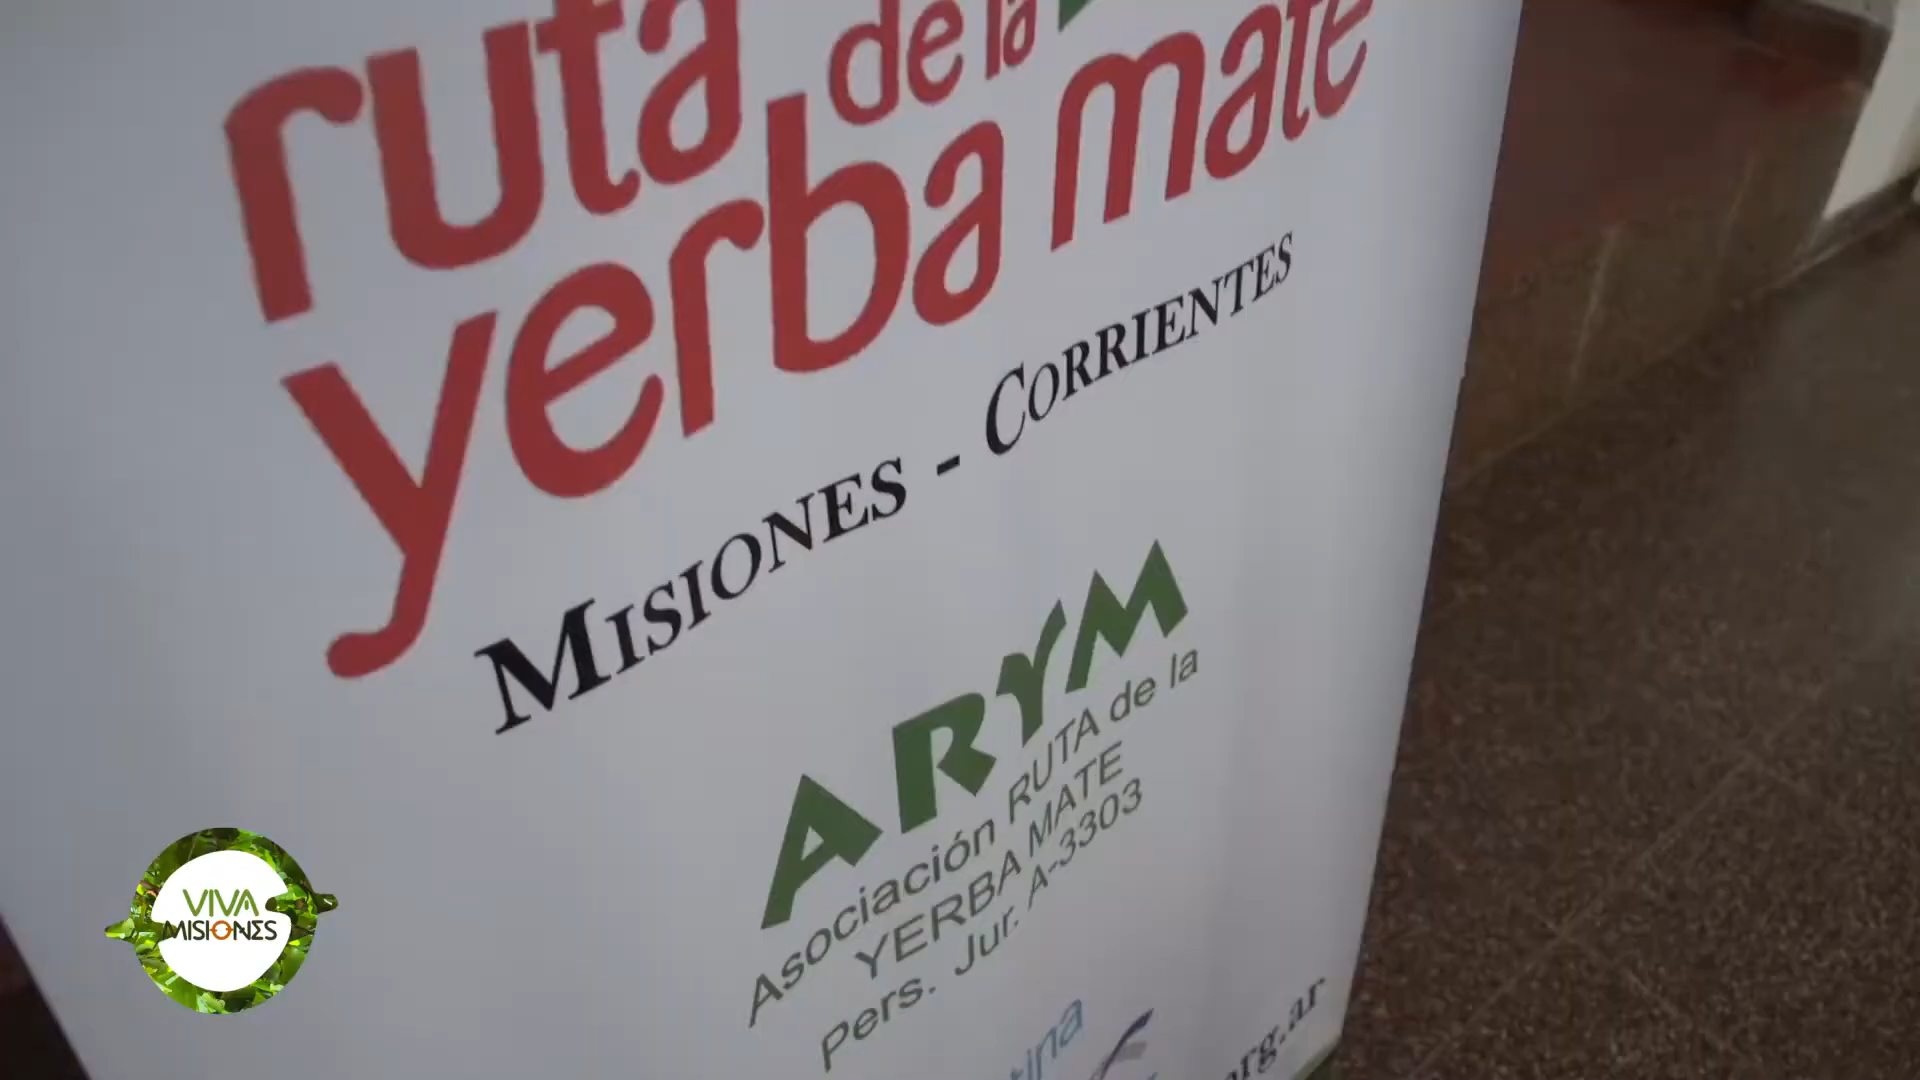 ruta de la
yerba mate
MISIONES - CORRIENTES
ARYM
Asociación RUTA de la
YERBA MATE
Pers. Jur. A-3303
VIVA
MISIONES